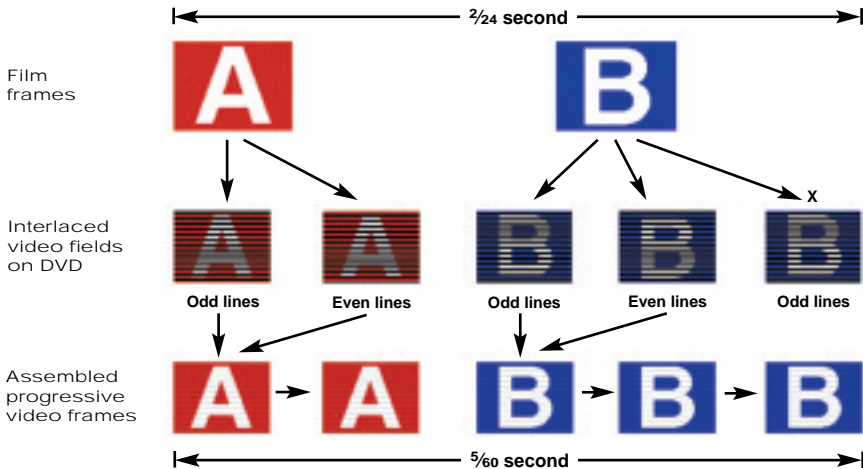 2/24 second
Film
frames
A
B
X
Interlaced
video fields
on DVD
A
A
B
B
B
Odd lines
Even lines
Odd lines
Even lines
Odd lines
Assembled
progressive
video frames
A
A
B
B
B
5/60 second